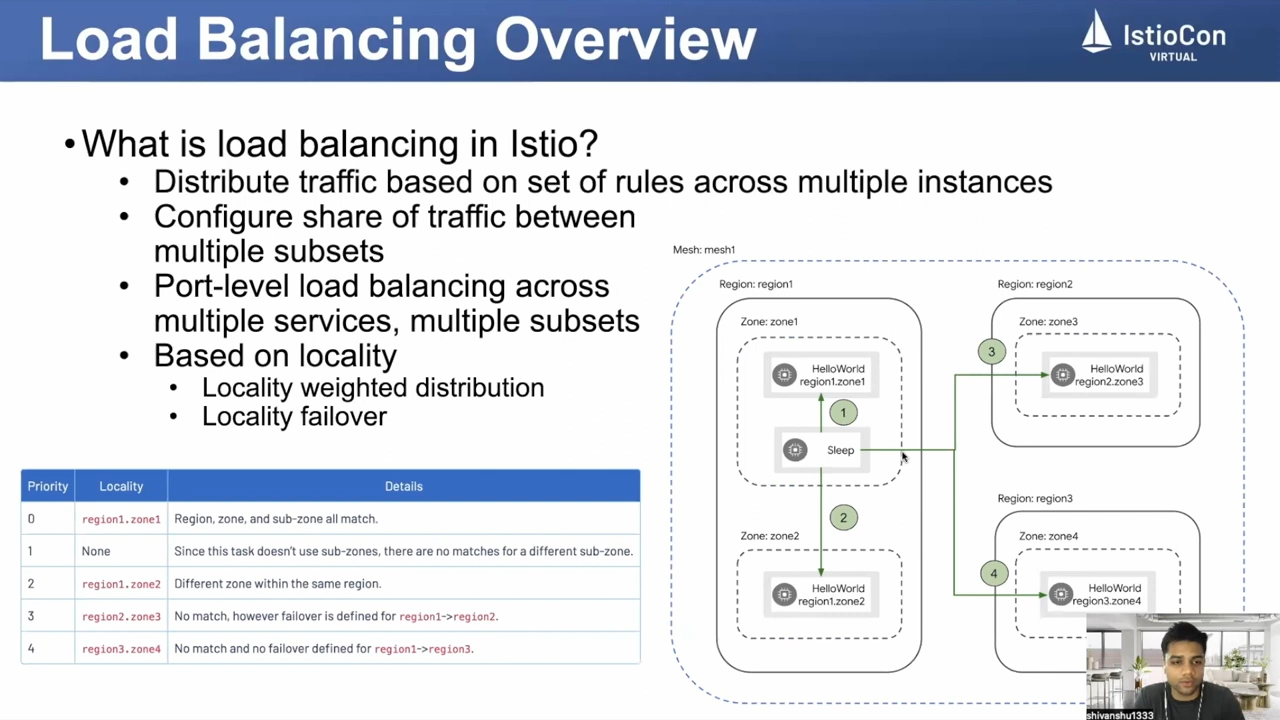 Load Balancing Overview
IstioCon
VIRTUAL
•What is load balancing in Istio?
• Distribute traffic based on set of rules across multiple instances
• Configure share of traffic between
multiple subsets
• Port-level load balancing across
multiple services, multiple subsets
• Based on locality
• Locality weighted distribution
• Locality failover
Priority Locality Details
0 region1.zone1 Region, zone, and sub-zone all match.
1 None Since this task doesn't use sub-zones, there are no matches for a different sub-zone.
2 region1.zone2 Different zone within the same region.
3 region2.zone3 No match, however failover is defined for region1->region2.
4 region3.zone4 No match and no failover defined for region1->region3.
Mesh: mesh1
Region: region1
Zone: zone1
HelloWorld
region1.zone1
1
Sleep
2
Zone: zone2
HelloWorld
region1.zone2
Region: region2
Zone: zone3
3
HelloWorld
region2.zone3
Region: region3
Zone: zone4
4
HelloWorld
region3.zone4
shivanshu1333